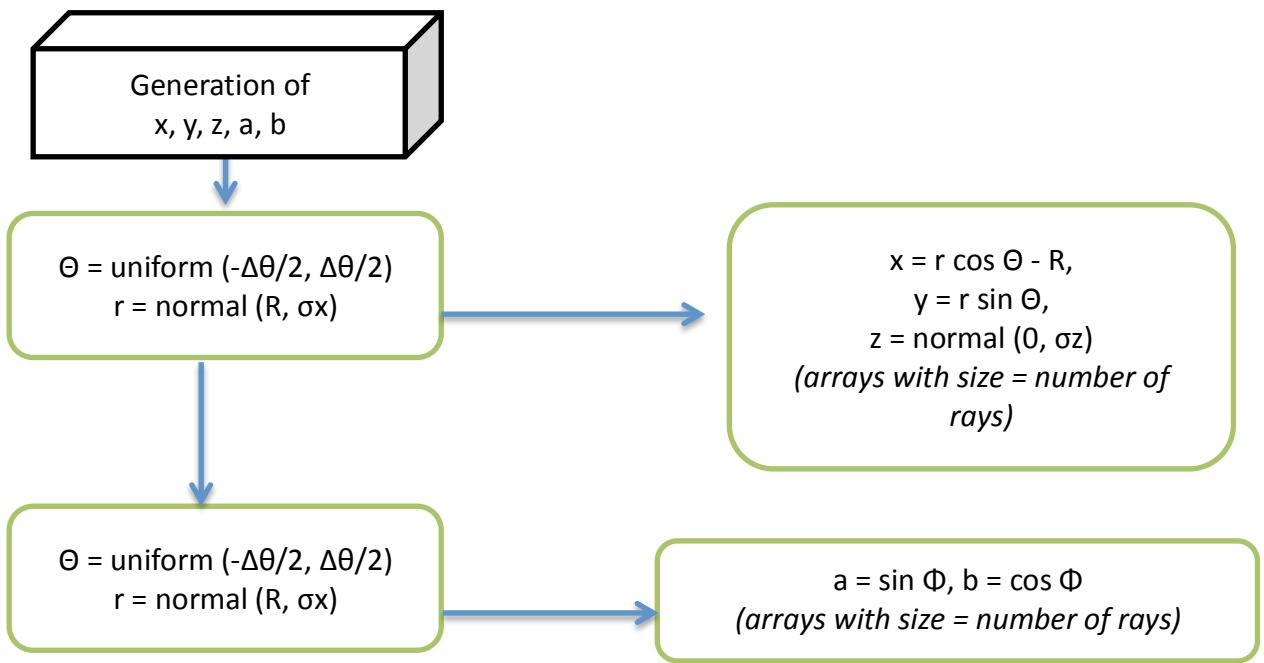 Generation of
x, y, z, a, b
Θ = uniform (-Δθ/2, Δθ/2)
r = normal (R, σx)
x = r cos Θ - R,
y = r sin Θ,
z = normal (0, σz)
(arrays with size = number of
rays)
Θ = uniform (-Δθ/2, Δθ/2)
r = normal (R, σx)
a = sin Φ, b = cos Φ
(arrays with size = number of rays)